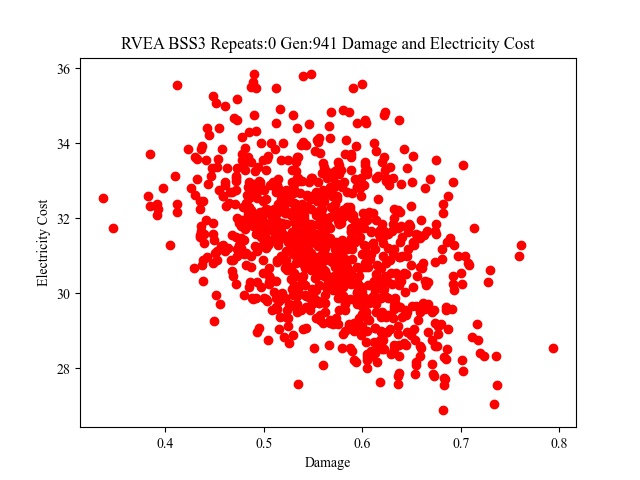 RVEA BSS3 Repeats:0 Gen:941 Damage and Electricity Cost
36
34
32
30
28
Electricity Cost
0.4 0.5 0.6 0.7 0.8
Damage